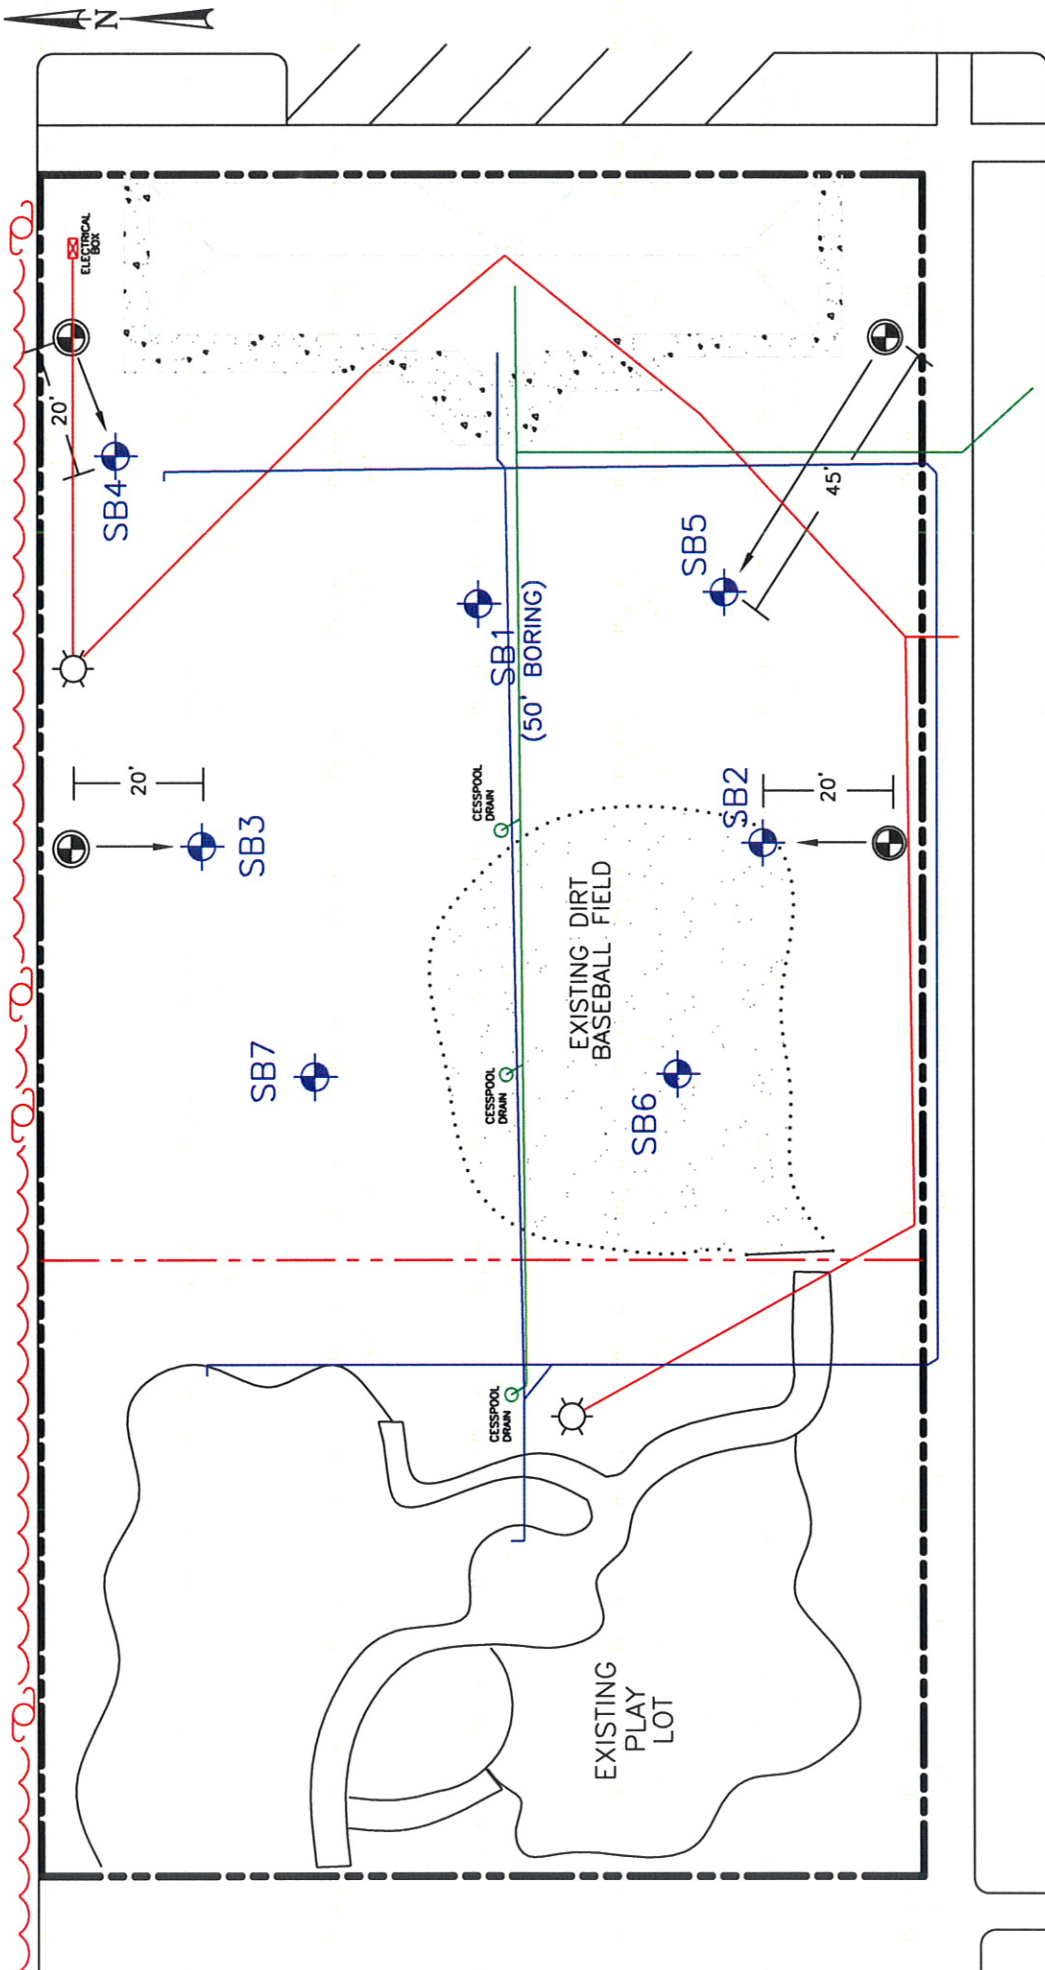 N
ELECTRICAL
BOX
20'
SB4
SB5
45'
SB1
(50' BORING)
20'
SB3
CESSPOOL
DRAIN
SB2
20'
EXISTING DIRT
BASEBALL FIELD
SB7
CESSPOOL
DRAIN
SB6
CESSPOOL
DRAIN
EXISTING
PLAY
LOT